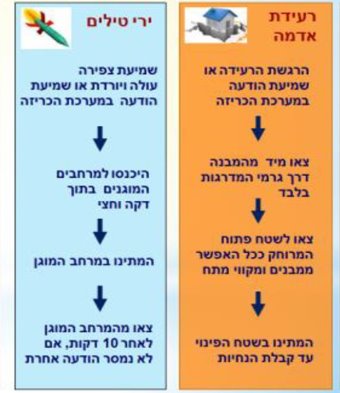 רעידת
אדמה
הרגשת הרעידה או
שמיעת הודעה
במערכת הכריזה
צאו מיד מהמבנה
דרך גרמי המדרגות
בלבד
צאו לשטח פתוח
המרוחק ככל האפשר
ממבנים ומקווי מתח
המתינו בשטח הפינוי
עד קבלת הנחיות
ירי טילים
שמיעת צפירה
עולה ויורדת או שמיעת
הודעה במערכת הכריזה
היכנסו למרחבים
המוגנים בתוך
דקה וחצי
המתינו במרחב המוגן
צאו מהמרחב המוגן
לאחר 10 דקות, אם
לא נמסר הודעה אחרת